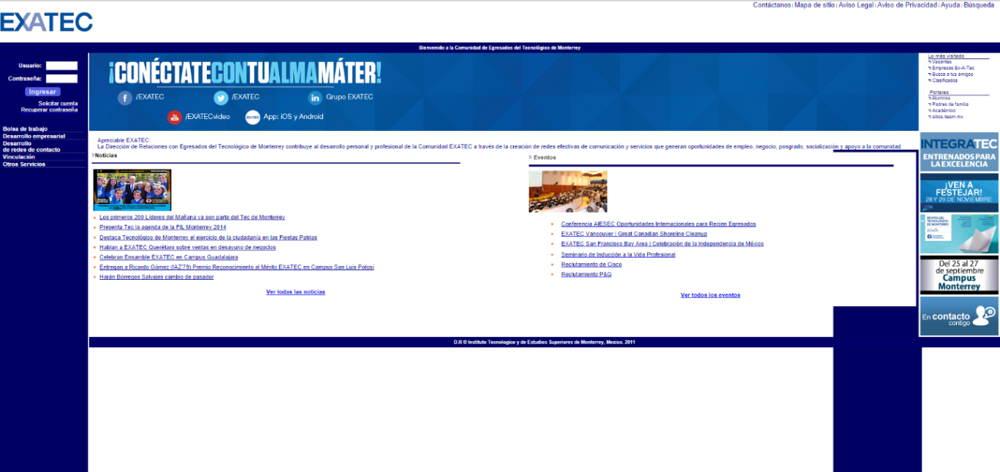 Contáctanos | Mapa de sitio | Aviso Legal | Aviso de Privacidad | Ayuda | Búsqueda
EXATEC
Bienvenido a la Comunidad de Egresados del Tecnológico de Monterrey
Usuario:
Contraseña:
Ingresar
Solicitar cuenta
Recuperar contraseña
Bolsa de trabajo
Desarrollo empresarial
Desarrollo
de redes de contacto
Vinculación
Otros Servicios
¡CONÉCTATECONTUALMAMÁTER!
/EXATEC
/EXATEC
Grupo EXATEC
/EXATECvideo
App: iOS y Android
Lo más visitado
Vacantes
Empresas Ex-A-Tec
Busca a tus amigos
Clasificados
Portales
Alumnos
Padres de familia
Académico
sitios.itesm.mx
Apreciable EXATEC:
La Dirección de Relaciones con Egresados del Tecnológico de Monterrey contribuye al desarrollo personal y profesional de la Comunidad EXATEC a través de la creación de redes efectivas de comunicación y servicios que generan oportunidades de empleo, negocio, posgrado, socialización y apoyo a la comunidad.
Noticias
Los primeros 200 Líderes del Mañana ya son parte del Tec de Monterrey
Presenta Tec la agenda de la FIL Monterrey 2014
Destaca Tecnológico de Monterrey el ejercicio de la ciudadanía en las Fiestas Patrias
Hablan a EXATEC Querétaro sobre ventas en desayuno de negocios
Celebran Ensamble EXATEC en Campus Guadalajara
Entregan a Ricardo Gómez (IAZ'79) Premio Reconocimiento al Mérito EXATEC en Campus San Luis Potosí
Harán Borregos Salvajes cambio de pasador
Ver todas las noticias
Eventos
Conferencia AIESEC Oportunidades Internacionales para Recien Egresados
EXATEC Vancouver | Great Canadian Shoreline Cleanup
EXATEC San Francisco Bay Area | Celebración de la Independencia de México
Seminario de Inducción a la Vida Profesional
Reclutamiento de Cisco
Reclutamiento P&G
Ver todos los eventos
INTEGRATEC
ENTRENADOS PARA
LA EXCELENCIA
¡VEN A
FESTEJAR!
28 Y 29 DE NOVIEMBRE
REVISTA DEL
TECNOLÓGICO
DE MONTERREY
Del 25 al 27
de septiembre
Campus
Monterrey
En contacto
contigo
D.R © Instituto Tecnologico y de Estudios Superiores de Monterrey, Mexico. 2011